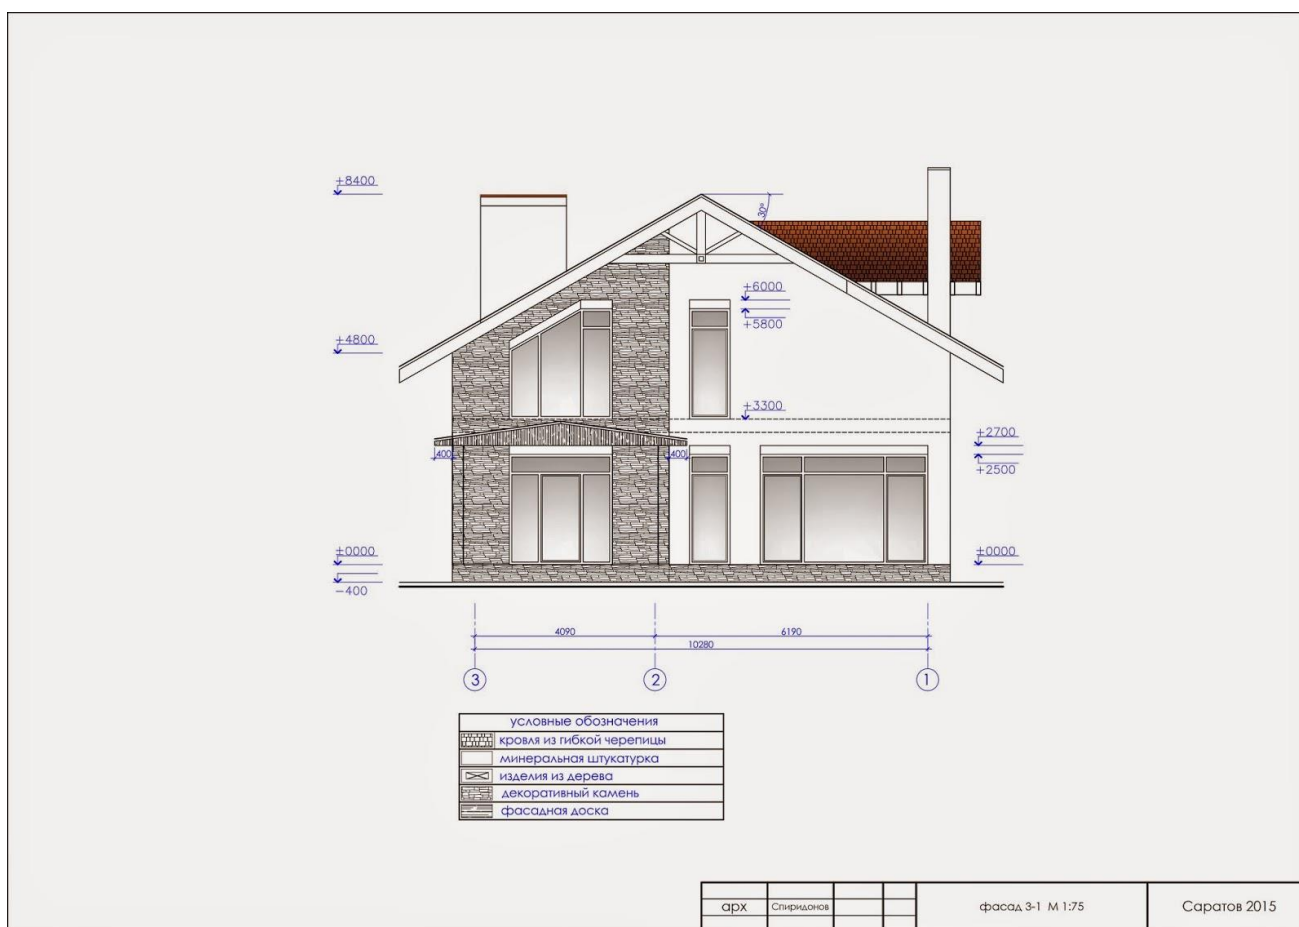 +8400
30°
+6000
+5800
+4800
+3300
+2700
+2500
400
400
±0000
±0000
−400
4090
6190
10280
3
2
1
условные обозначения
кровля из гибкой черепицы
минеральная штукатурка
изделия из дерева
декоративный камень
фасадная доска
арх
Спиридонов
фасад 3-1 М 1:75
Саратов 2015